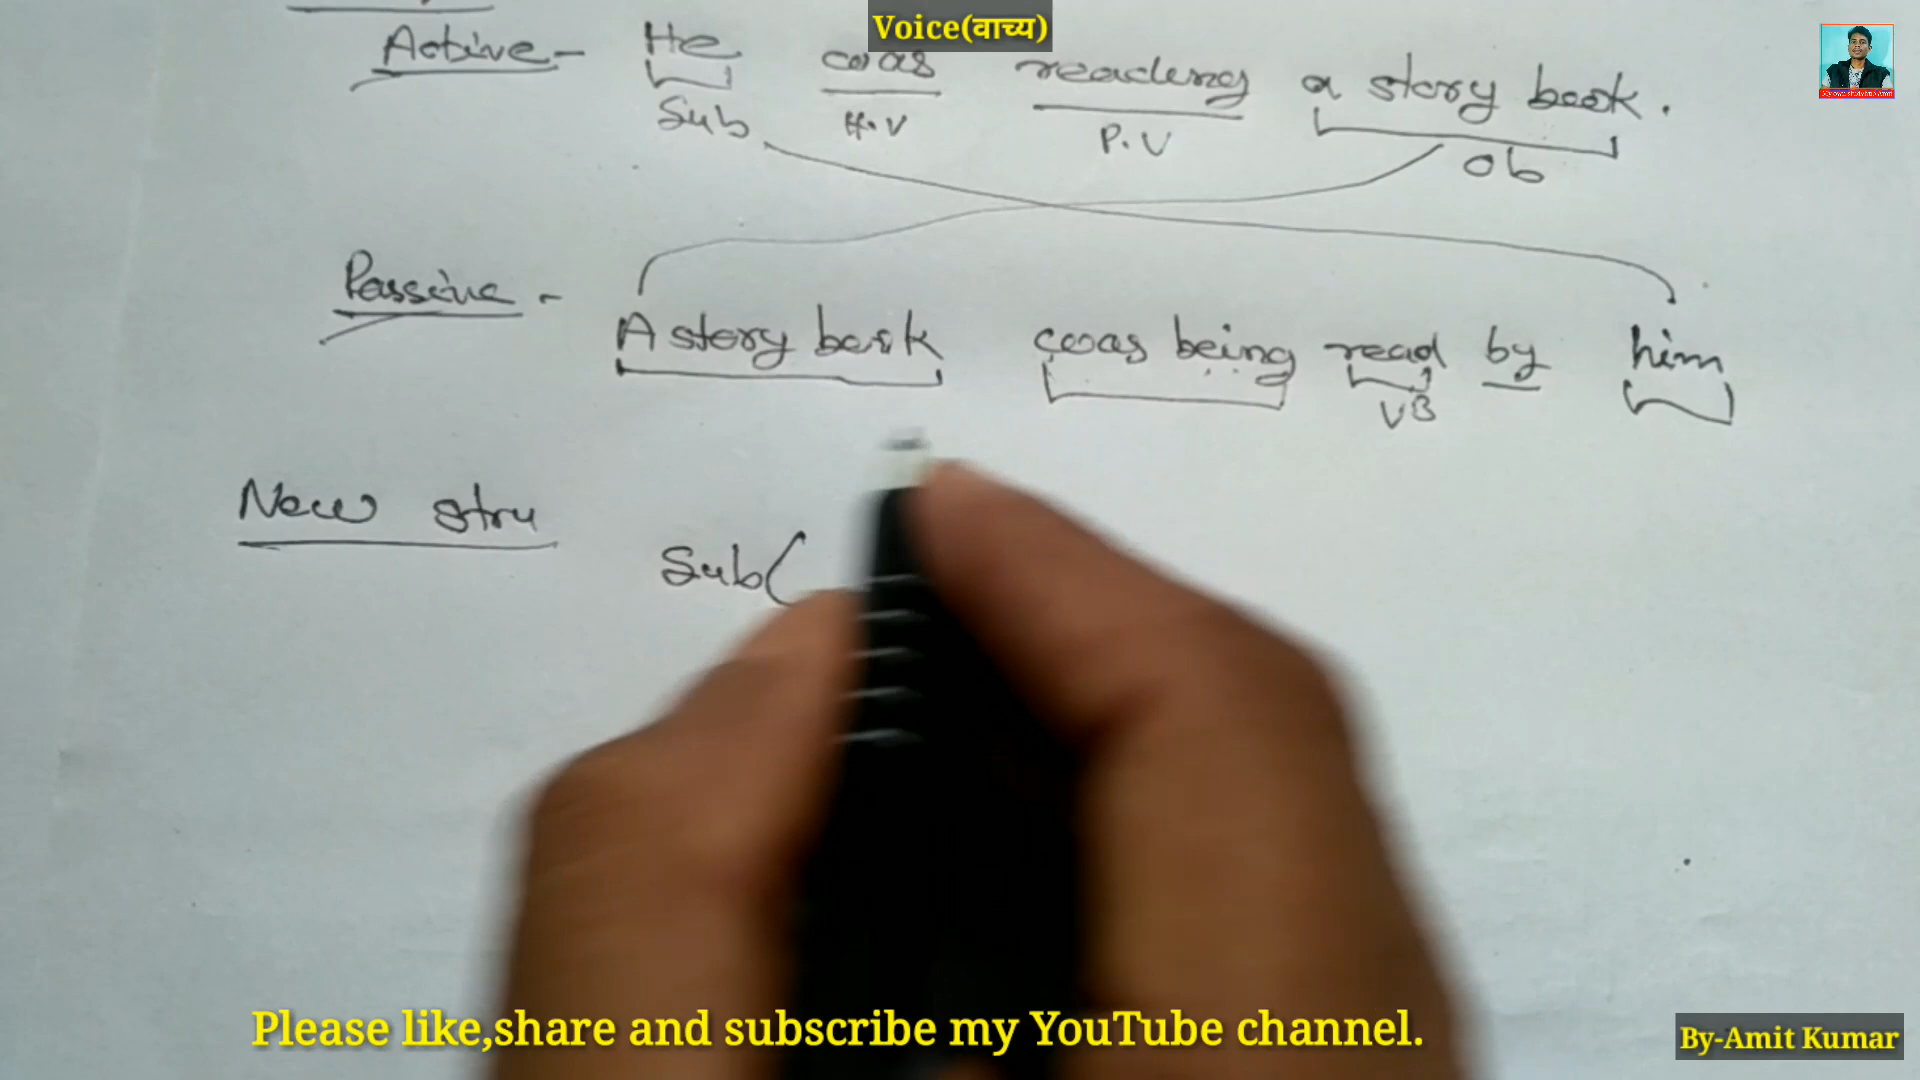 Voice(वाच्य)
Active - He was reading a story book.
Sub H.V P.V Ob
Passive - A story book was being read by him
V3
New stru
Sub(
Please like,share and subscribe my YouTube channel.
By-Amit Kumar